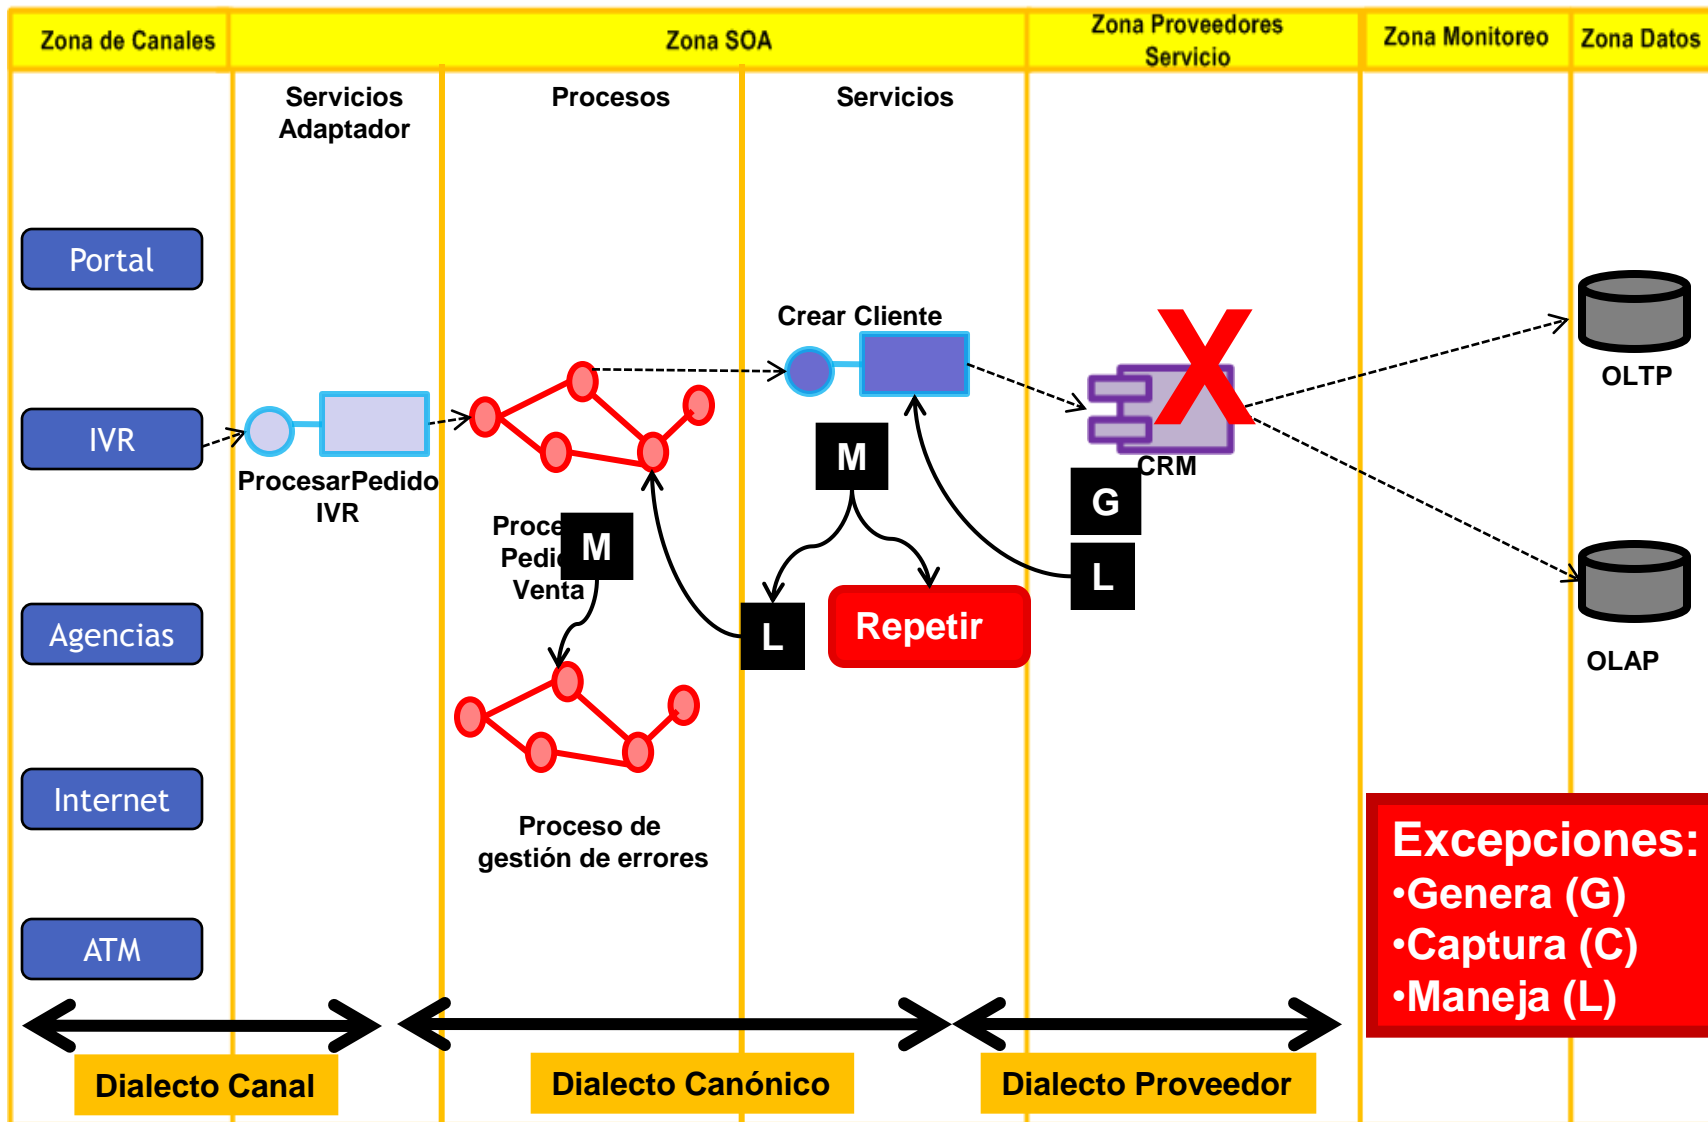 Zona de Canales
Zona SOA
Zona Proveedores
Servicio
Zona Monitoreo
Zona Datos
Servicios
Adaptador
Procesos
Servicios
Portal
IVR
Agencias
Internet
ATM
ProcesarPedido
IVR
Crear Cliente
CRM
OLTP
OLAP
M
G
L
Venta
M
L
Repetir
Proceso de
gestión de errores
Excepciones:
•Genera (G)
•Captura (C)
•Maneja (L)
Dialecto Canal
Dialecto Canónico
Dialecto Proveedor